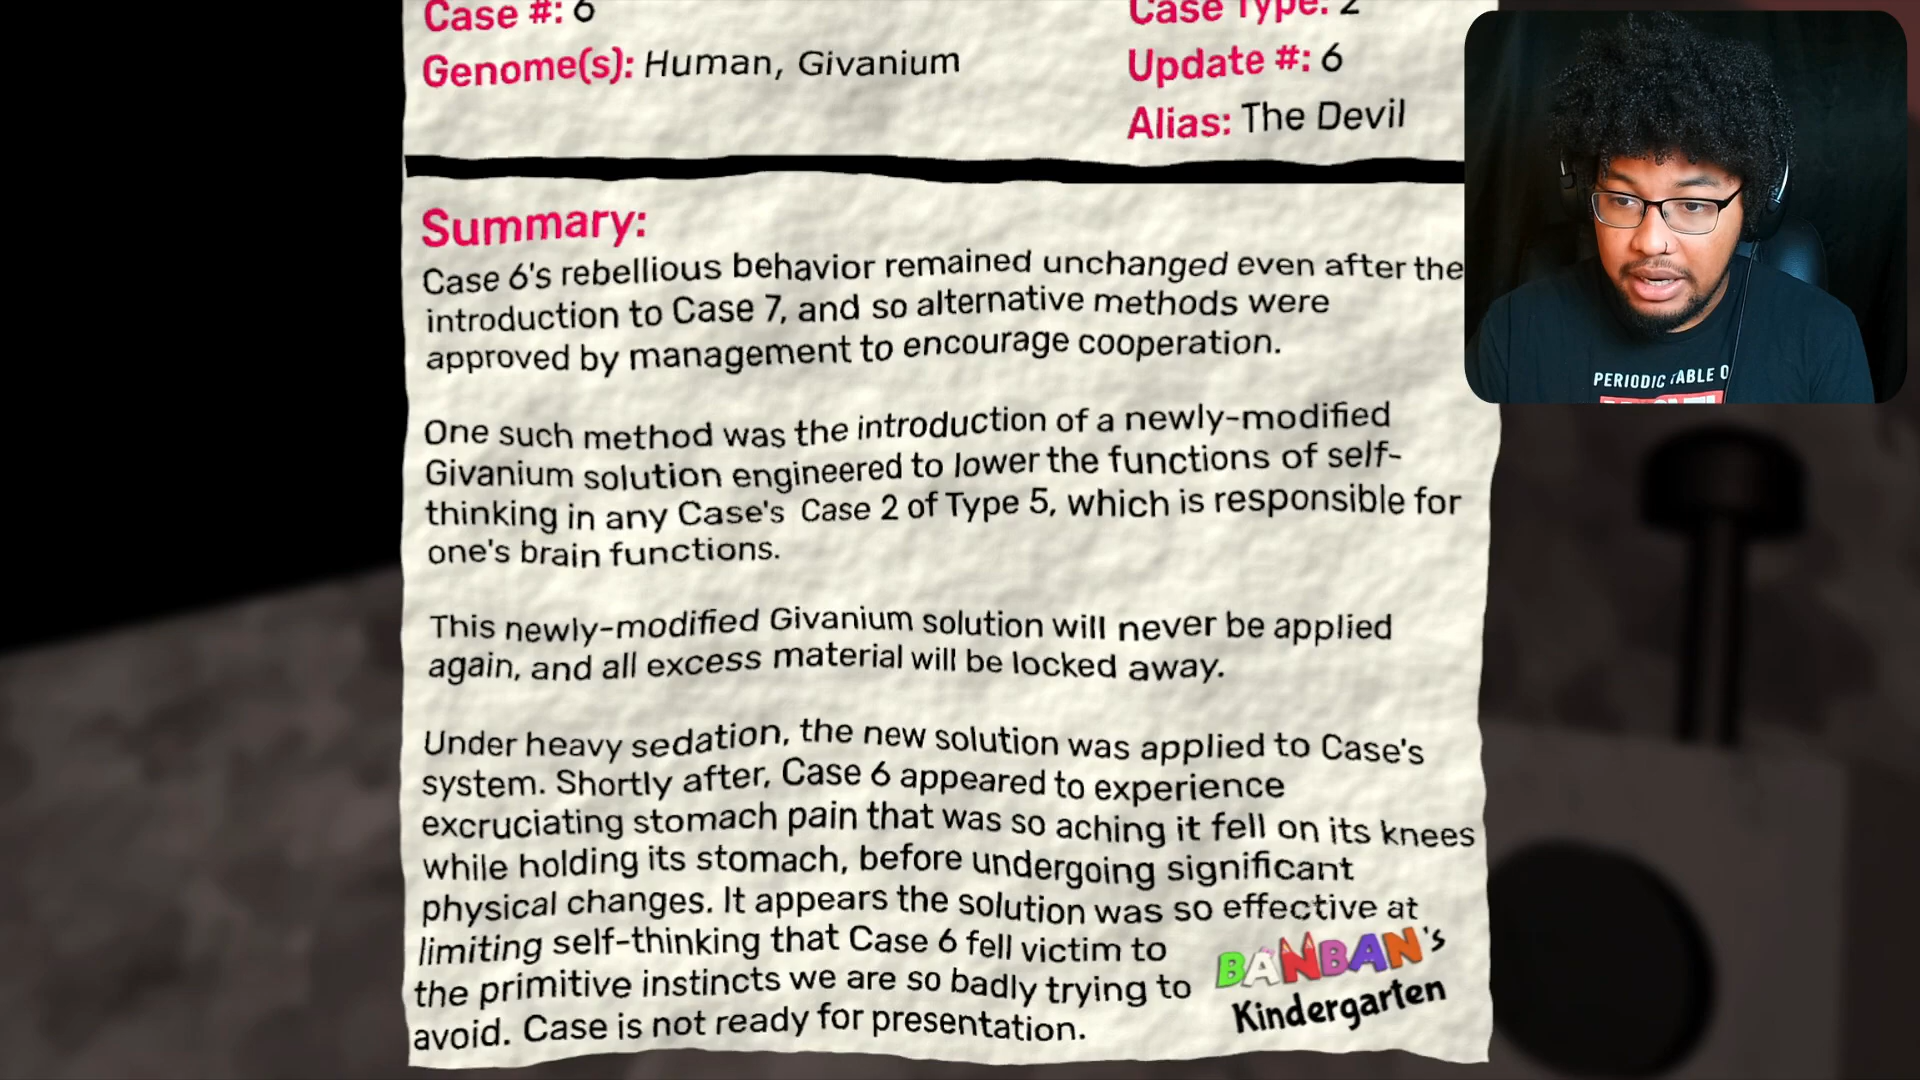 Case #: 6
Case Type: 2
Genome(s): Human, Givanium
Update #: 6
Alias: The Devil
Summary:
Case 6's rebellious behavior remained unchanged even after the
introduction to Case 7, and so alternative methods were
approved by management to encourage cooperation.
One such method was the introduction of a newly-modified
Givanium solution engineered to lower the functions of self-
thinking in any Case's Case 2 of Type 5, which is responsible for
one's brain functions.
This newly-modified Givanium solution will never be applied
again, and all excess material will be locked away.
Under heavy sedation, the new solution was applied to Case's
system. Shortly after, Case 6 appeared to experience
excruciating stomach pain that was so aching it fell on its knees
while holding its stomach, before undergoing significant
physical changes. It appears the solution was so effective at
limiting self-thinking that Case 6 fell victim to
the primitive instincts we are so badly trying to
avoid. Case is not ready for presentation.
BANBAN's
Kindergarten
PERIODIC TABLE O